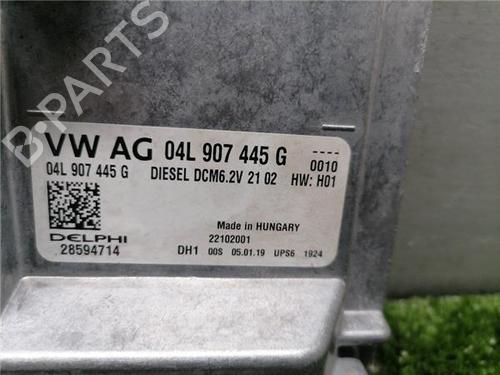 VW AG 04L 907 445 G ----
04L 907 445 G DIESEL DCM6.2V 21 02 0010
HW: H01
Made in HUNGARY
22102001
DELPHI
28594714 DH1 00S 05.01.19 UPS6 1924
B-PARTS